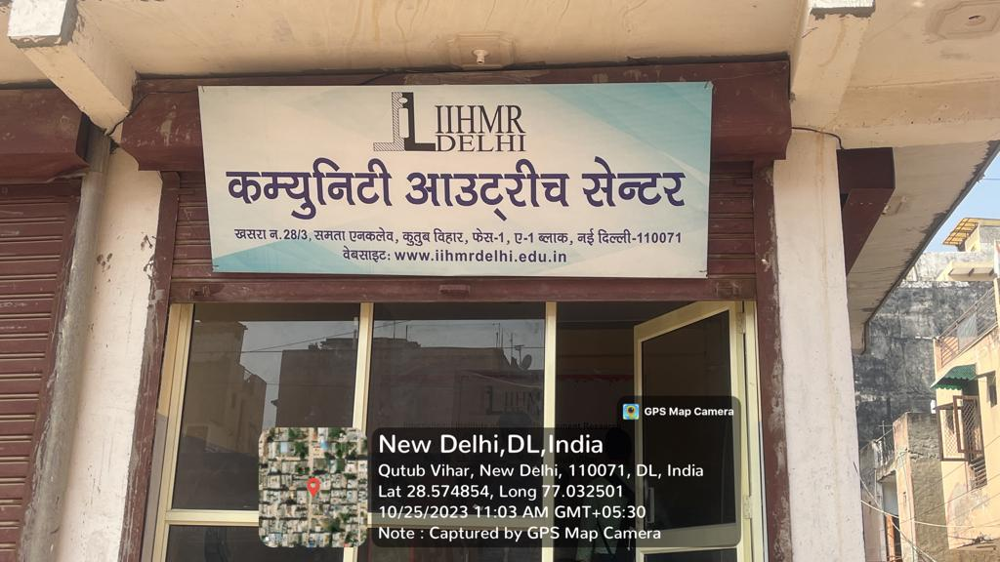 IIHMR
DELHI
कम्युनिटी आउट्रीच सेन्टर
खसरा न. 28/3, समता एनकलेव, कुतुब विहार, फेस-1, ए-1 ब्लाक, नई दिल्ली-110071
वेबसाइट: www.iihmrdelhi.edu.in
GPS Map Camera
New Delhi,DL,India
Qutub Vihar, New Delhi, 110071, DL, India
Lat 28.574854, Long 77.032501
10/25/2023 11:03 AM GMT+05:30
Note : Captured by GPS Map Camera